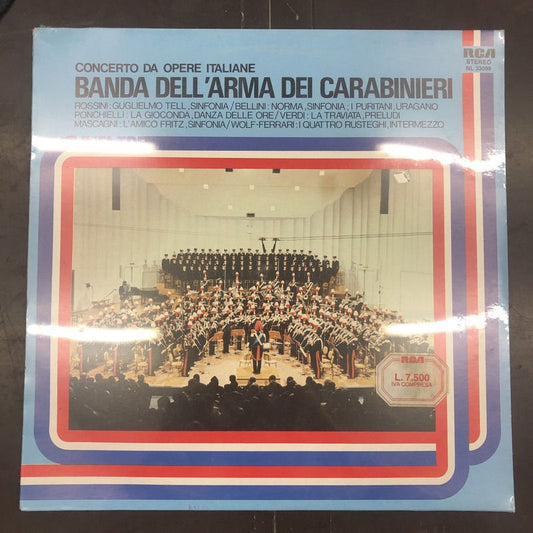 CONCERTO DA OPERE ITALIANE
BANDA DELL'ARMA DEI CARABINIERI
ROSSINI: GUGLIELMO TELL, SINFONIA/BELLINI: NORMA, SINFONIA; I PURITANI, URAGANO
PONCHIELLI: LA GIOCONDA, DANZA DELLE ORE/VERDI: LA TRAVIATA, PRELUDI
MASCAGNI: L'AMICO FRITZ, SINFONIA/WOLF-FERRARI: I QUATTRO RUSTEGHI, INTERMEZZO
RCA
STEREO
NL 33098
RCA
L. 7.500
IVA COMPRESA